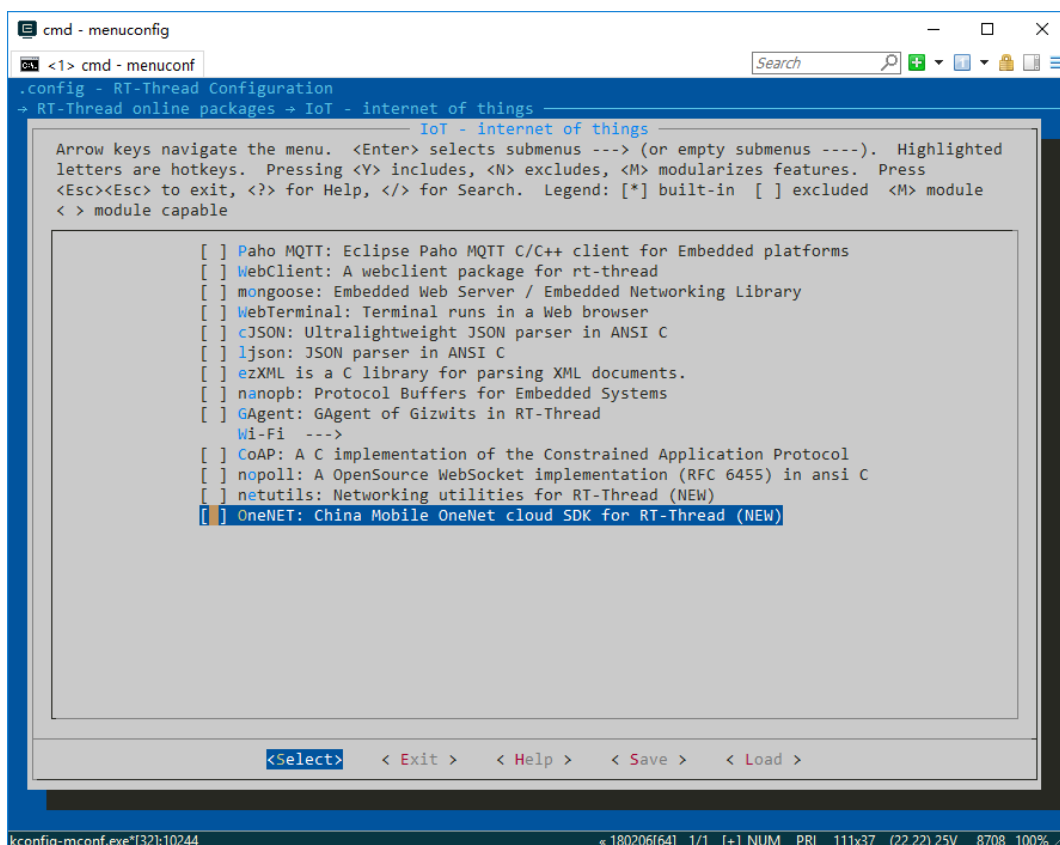 cmd - menuconfig
<1> cmd - menuconf
Search
.config - RT-Thread Configuration
→ RT-Thread online packages → IoT - internet of things
IoT - internet of things
Arrow keys navigate the menu.  <Enter> selects submenus ---> (or empty submenus ----).  Highlighted
letters are hotkeys.  Pressing <Y> includes, <N> excludes, <M> modularizes features.  Press
<Esc><Esc> to exit, <?> for Help, </> for Search.  Legend: [*] built-in  [ ] excluded  <M> module
< > module capable
[ ] Paho MQTT: Eclipse Paho MQTT C/C++ client for Embedded platforms
[ ] WebClient: A webclient package for rt-thread
[ ] mongoose: Embedded Web Server / Embedded Networking Library
[ ] WebTerminal: Terminal runs in a Web browser
[ ] cJSON: Ultralightweight JSON parser in ANSI C
[ ] ljson: JSON parser in ANSI C
[ ] ezXML is a C library for parsing XML documents.
[ ] nanopb: Protocol Buffers for Embedded Systems
[ ] GAgent: GAgent of Gizwits in RT-Thread
Wi-Fi  --->
[ ] CoAP: A C implementation of the Constrained Application Protocol
[ ] nopoll: A OpenSource WebSocket implementation (RFC 6455) in ansi C
[ ] netutils: Networking utilities for RT-Thread (NEW)
[ ] OneNET: China Mobile OneNet cloud SDK for RT-Thread (NEW)
<Select>    < Exit >    < Help >    < Save >    < Load >
kconfig-mconf.exe*[32]:10244    « 180206[64]  1/1  [+] NUM  PRI  111x37  (22,22) 25V  8708  100%